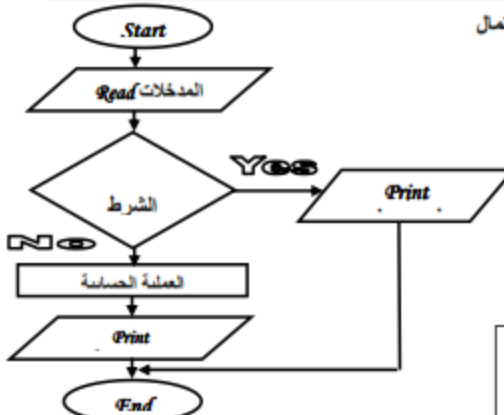 Start
Read المدخلات
الشرط
Yes
Print
No
العملية الحسابية
Print
End